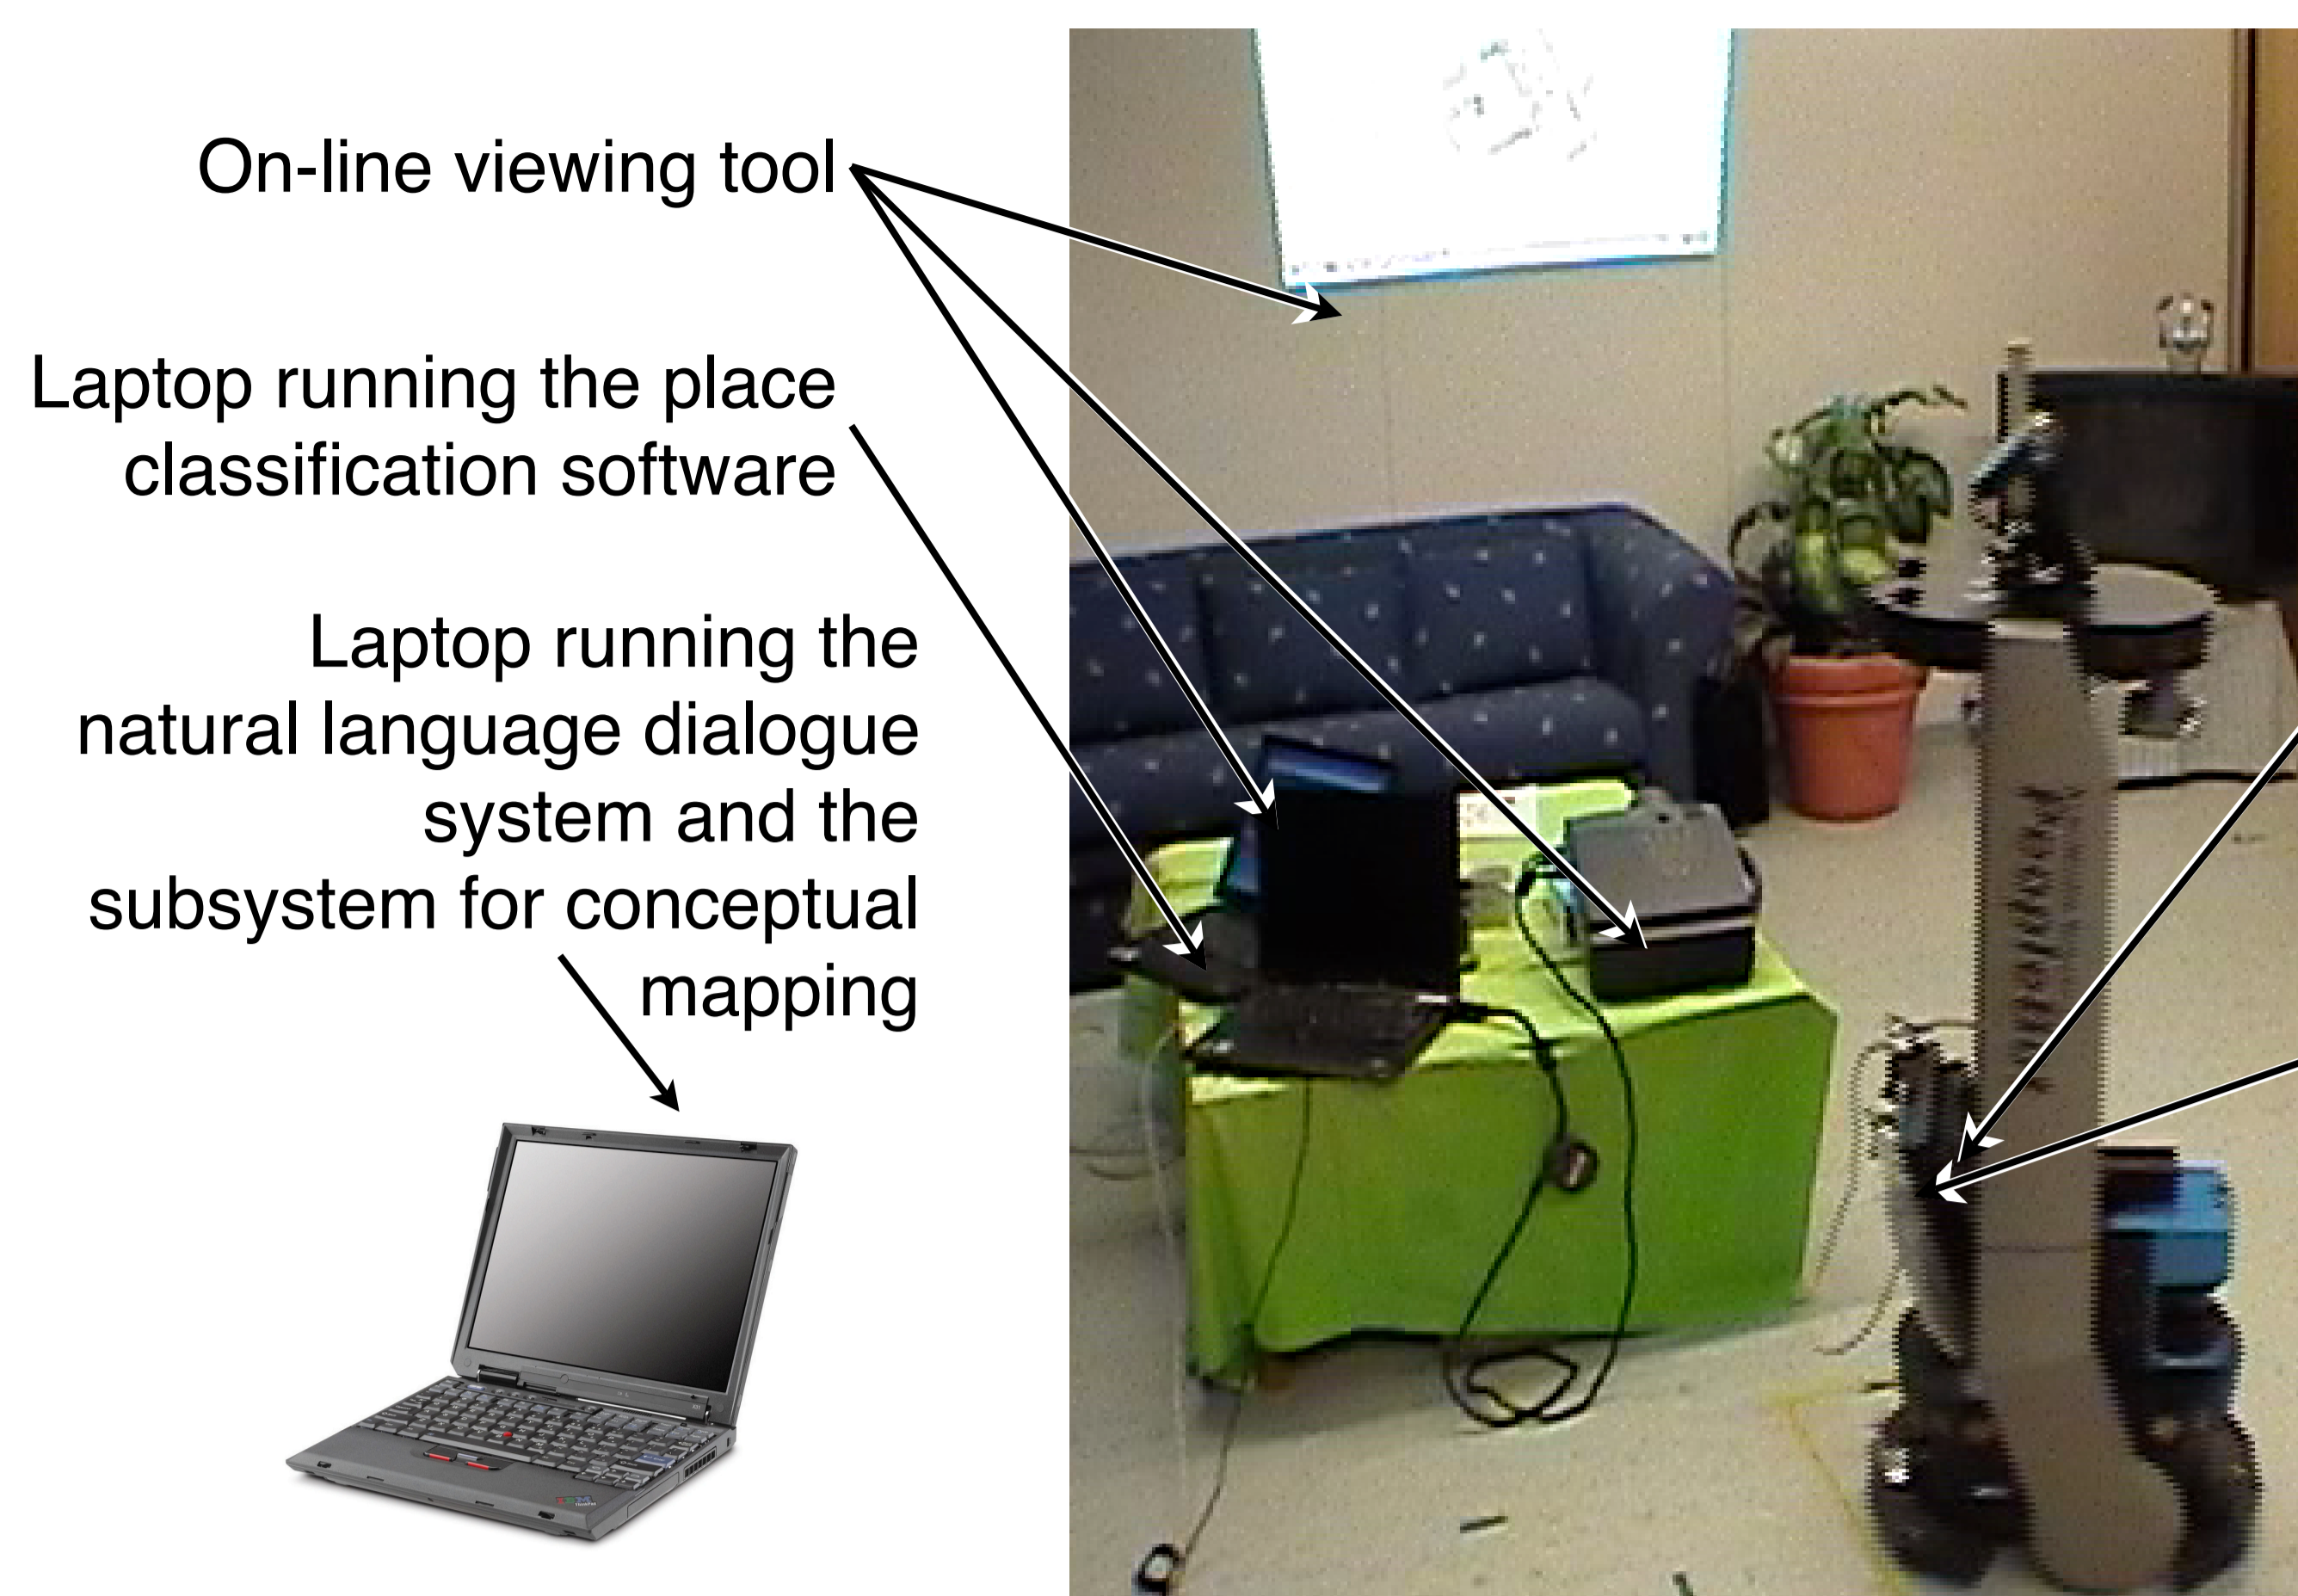 On-line viewing tool
Laptop running the place
classification software
Laptop running the
natural language dialogue
system and the
subsystem for conceptual
mapping